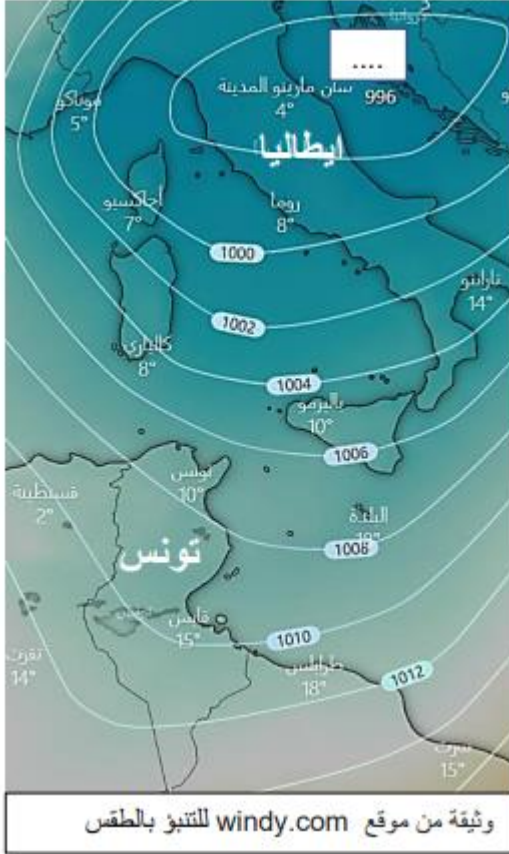 ....
سان مارينو المدينة
4°
996
موناكو
5°
ايطاليا
أجاكسيو
7°
روما
8°
1000
تارانتو
14°
1002
كالياري
8°
1004
باليرمو
10°
1006
تونس
10°
قسنطينة
2°
البلدة
1008
تونس
قابس
15°
1010
طرابلس
18°
1012
تقرت
14°
سرت
15°
وثيقة من موقع windy.com للتنبؤ بالطقس